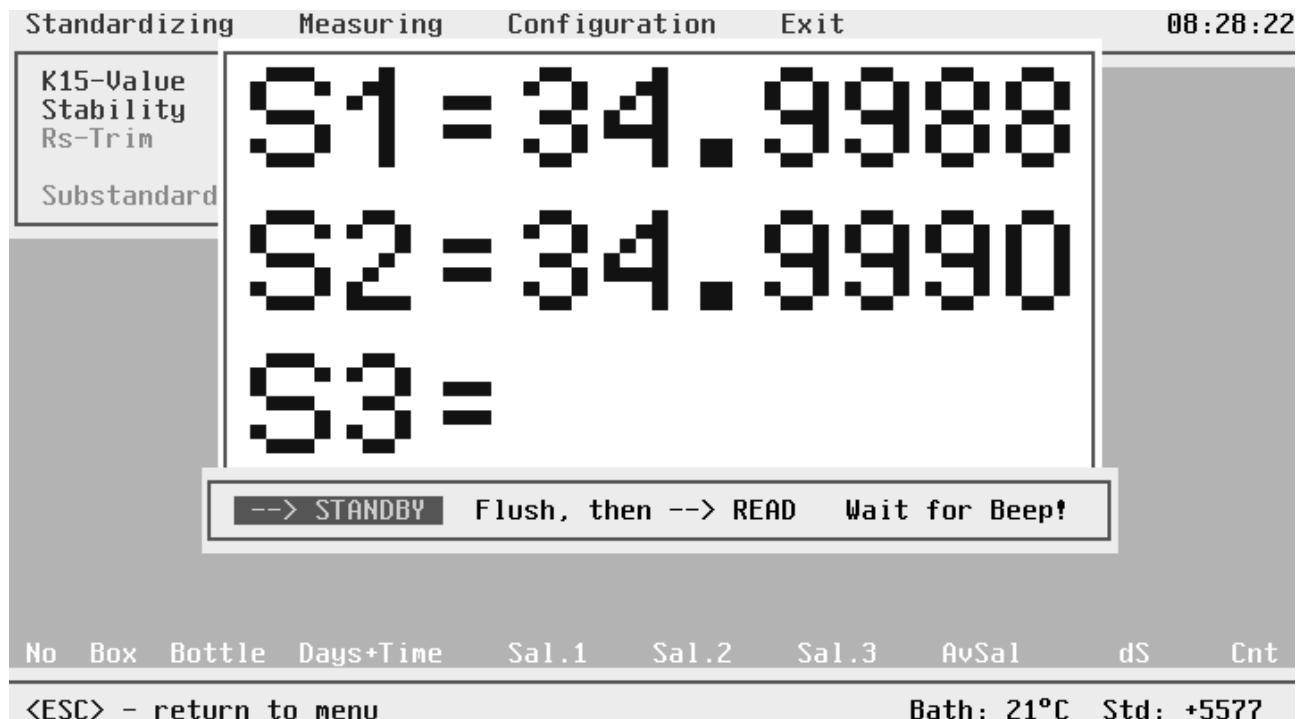 Standardizing Measuring Configuration Exit 08:28:22
K15-Value
Stability
Rs-Trim
Substandard
S1=34.9988
S2=34.9990
S3=
--> STANDBY Flush, then --> READ Wait for Beep!
No Box Bottle Days+Time Sal.1 Sal.2 Sal.3 AvSal dS Cnt
<ESC> - return to menu Bath: 21°C Std: +5577